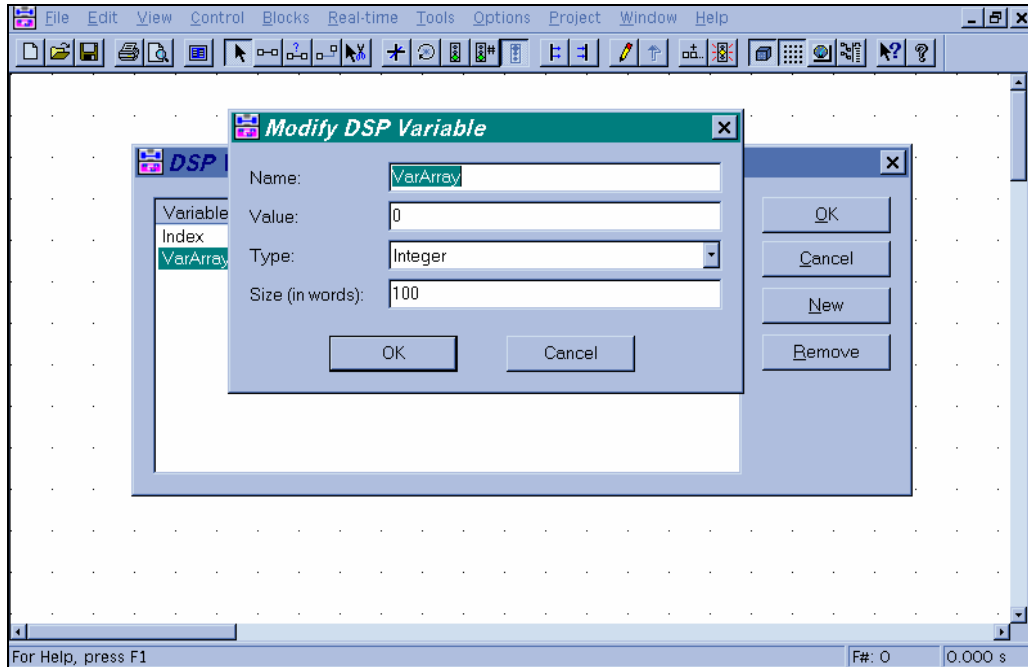 File Edit View Control Blocks Real-time Tools Options Project Window Help
Modify DSP Variable
DSP
Name: VarArray
Variable
Value: 0
OK
Index
VarArray
Type: Integer
Cancel
Size (in words): 100
New
OK Cancel
Remove
For Help, press F1
F#: 0
0.000 s